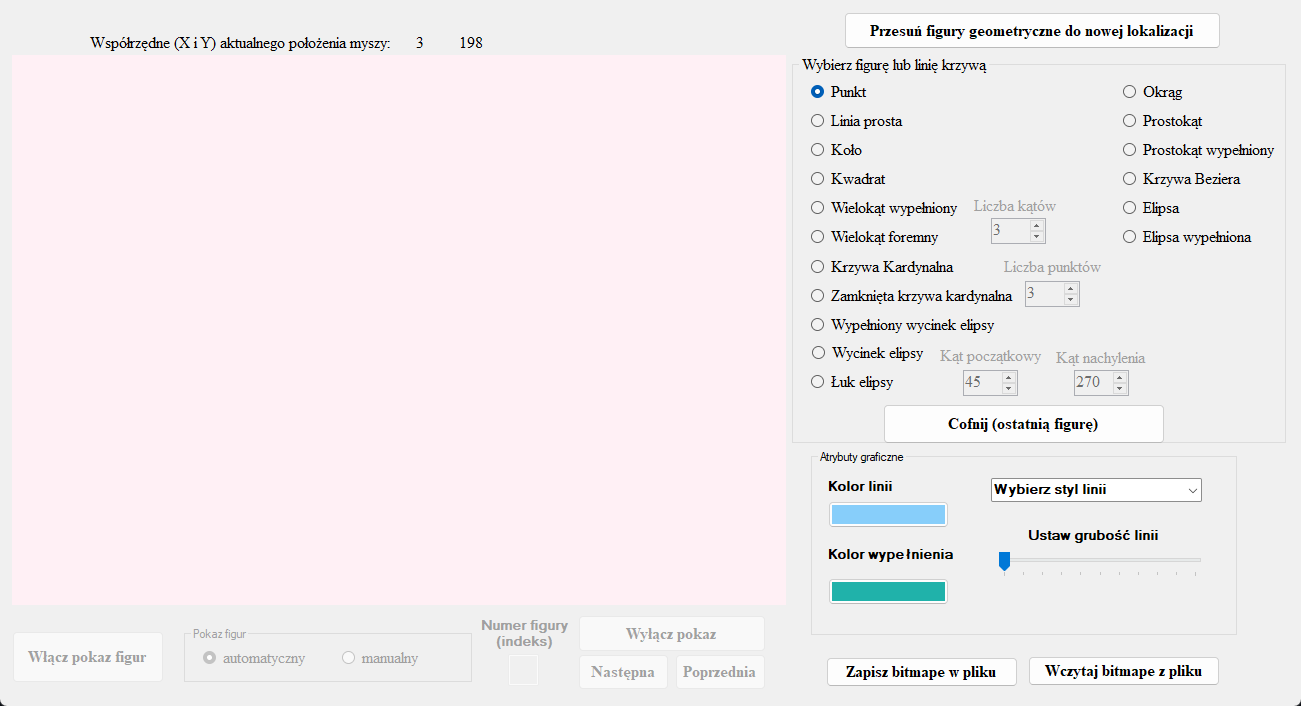 Współrzędne (X i Y) aktualnego położenia myszy: 3 198
Przesuń figury geometryczne do nowej lokalizacji
Wybierz figurę lub linię krzywą
Punkt
Okrąg
Linia prosta
Prostokąt
Koło
Prostokąt wypełniony
Kwadrat
Krzywa Beziera
Wielokąt wypełniony
Liczba kątów
Elipsa
3
Wielokąt foremny
Elipsa wypełniona
Krzywa Kardynalna
Liczba punktów
Zamknięta krzywa kardynalna
3
Wypełniony wycinek elipsy
Wycinek elipsy
Kąt początkowy
Kąt nachylenia
Łuk elipsy
45
270
Cofnij (ostatnią figurę)
Atrybuty graficzne
Kolor linii
Wybierz styl linii
Ustaw grubość linii
Kolor wypełnienia
Włącz pokaz figur
Pokaz figur
automatyczny
manualny
Numer figury
(indeks)
Wyłącz pokaz
Następna
Poprzednia
Zapisz bitmape w pliku
Wczytaj bitmape z pliku